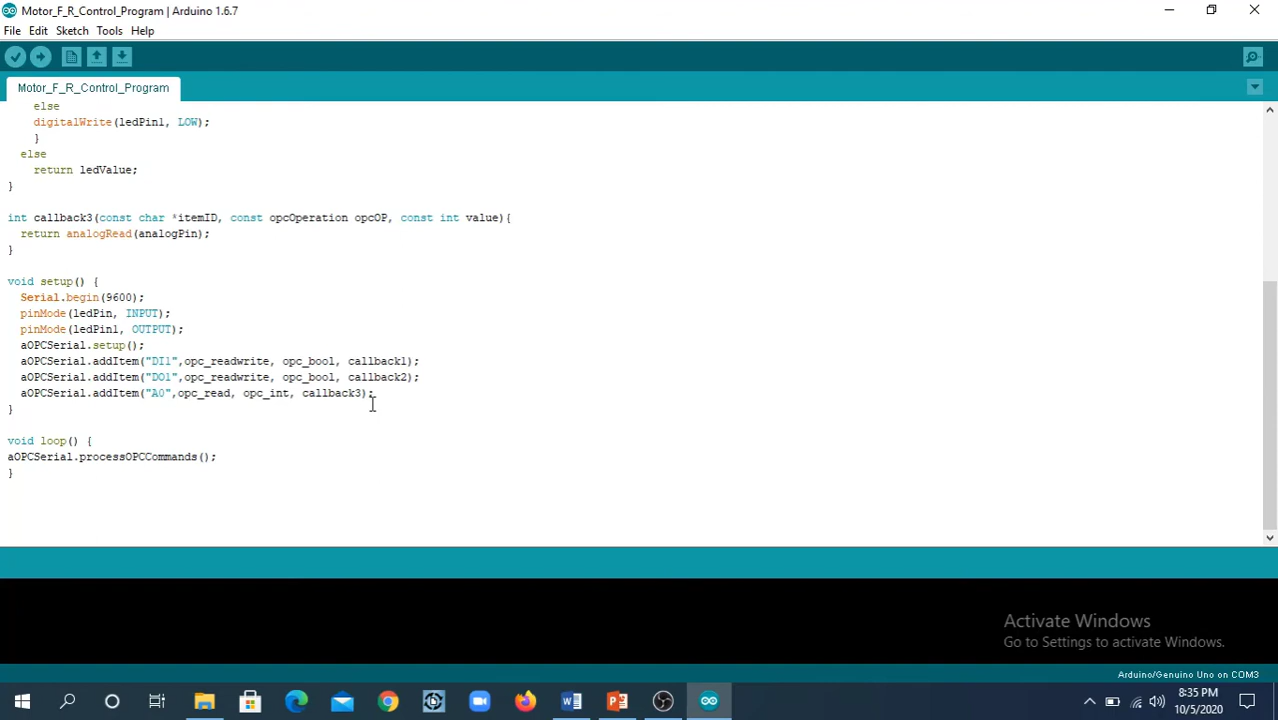 Motor_F_R_Control_Program | Arduino 1.6.7
File Edit Sketch Tools Help
Motor_F_R_Control_Program
else
digitalWrite(ledPin1, LOW);
}
else
return ledValue;
}
int callback3(const char *itemID, const opcOperation opcOP, const int value){
return analogRead(analogPin);
}
void setup() {
Serial.begin(9600);
pinMode(ledPin, INPUT);
pinMode(ledPin1, OUTPUT);
aOPCSerial.setup();
aOPCSerial.addItem("DI1",opc_readwrite, opc_bool, callback1);
aOPCSerial.addItem("DO1",opc_readwrite, opc_bool, callback2);
aOPCSerial.addItem("A0",opc_read, opc_int, callback3);
}
void loop() {
aOPCSerial.processOPCCommands();
}
Activate Windows
Go to Settings to activate Windows.
Arduino/Genuino Uno on COM3
8:35 PM
10/5/2020